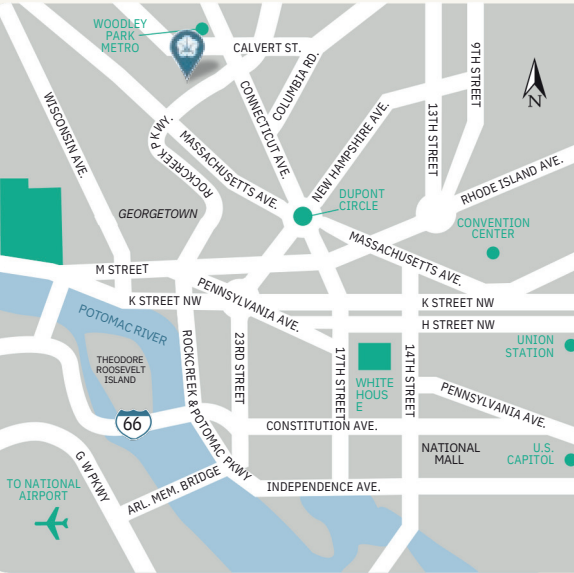 WOODLEY
PARK
METRO
CALVERT ST.
COLUMBIA RD.
9TH STREET
N
WISCONSIN AVE.
CONNECTICUT AVE.
NEW HAMPSHIRE AVE.
13TH STREET
ROCKCREEK PKWY.
MASSACHUSETTS AVE.
RHODE ISLAND AVE.
DUPONT
CIRCLE
GEORGETOWN
CONVENTION
CENTER
MASSACHUSETTS AVE.
M STREET
K STREET NW
PENNSYLVANIA AVE.
K STREET NW
POTOMAC RIVER
H STREET NW
UNION
STATION
THEODORE
ROOSEVELT
ISLAND
ROCKCREEK & POTOMAC PKWY
23RD STREET
17TH STREET
14TH STREET
WHITE
HOUS
E
PENNSYLVANIA AVE.
66
CONSTITUTION AVE.
NATIONAL
MALL
U.S.
CAPITOL
G W PKWY
TO NATIONAL
AIRPORT
ARL. MEM. BRIDGE
INDEPENDENCE AVE.